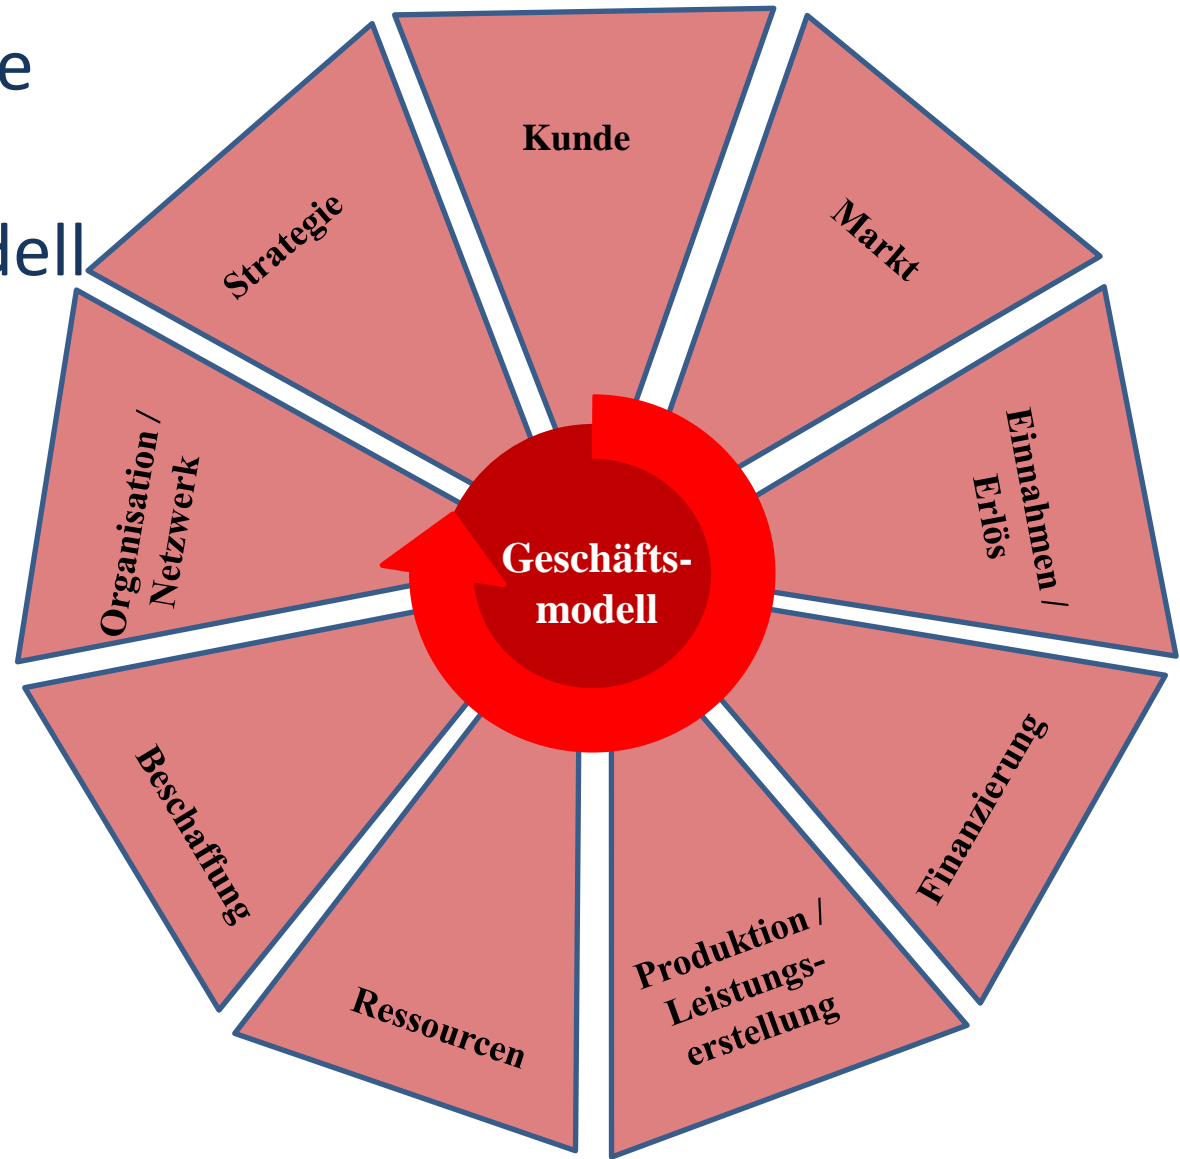 e
dell
Kunde
Markt
Einnahmen /
Erlös
Finanzierung
Produktion /
Leistungs-
erstellung
Ressourcen
Beschaffung
Organisation /
Netzwerk
Strategie
Geschäfts-
modell